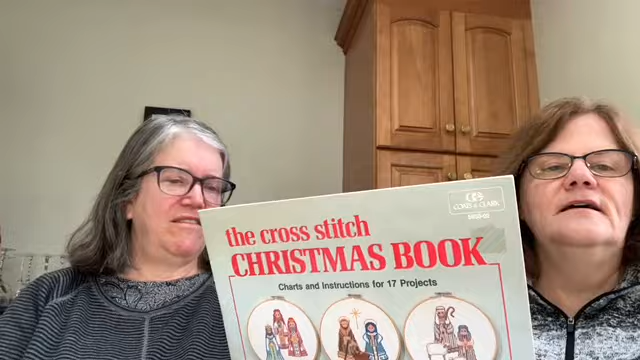 COATS & CLARK
the cross stitch
CHRISTMAS BOOK
Charts and Instructions for 17 Projects